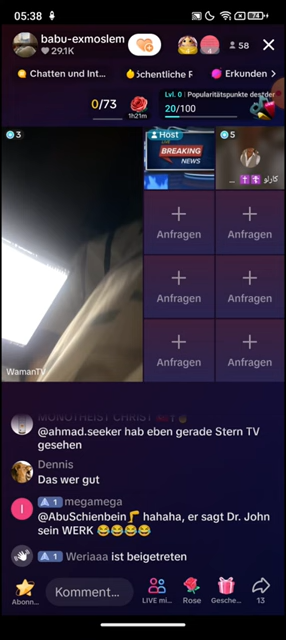 05:38
74
babu-exmoslem
29.1K
58
Chatten und Int...
Erkunden >
0/73
1h21m
Lvl. 0 | Popularitätspunkte
20/100
3
Host
BREAKING
NEWS
5
كارلو ✝️✝️ ...
Anfragen
Anfragen
Anfragen
Anfragen
Anfragen
Anfragen
WamanTV
MONOTHEIST CHRIST
@ahmad.seeker hab eben gerade Stern TV
gesehen
Dennis
Das wer gut
I
1 megamega
@AbuSchienbein hahaha, er sagt Dr. John
sein WERK 😂😂😂😂
1 Weriaaa ist beigetreten
Abonn...
Komment...
LIVE mi...
Rose
Gesche...
13